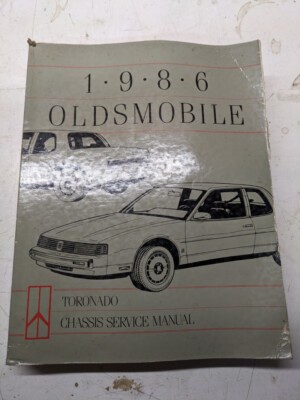 1·9·8·6
OLDSMOBILE
TORONADO
CHASSIS SERVICE MANUAL